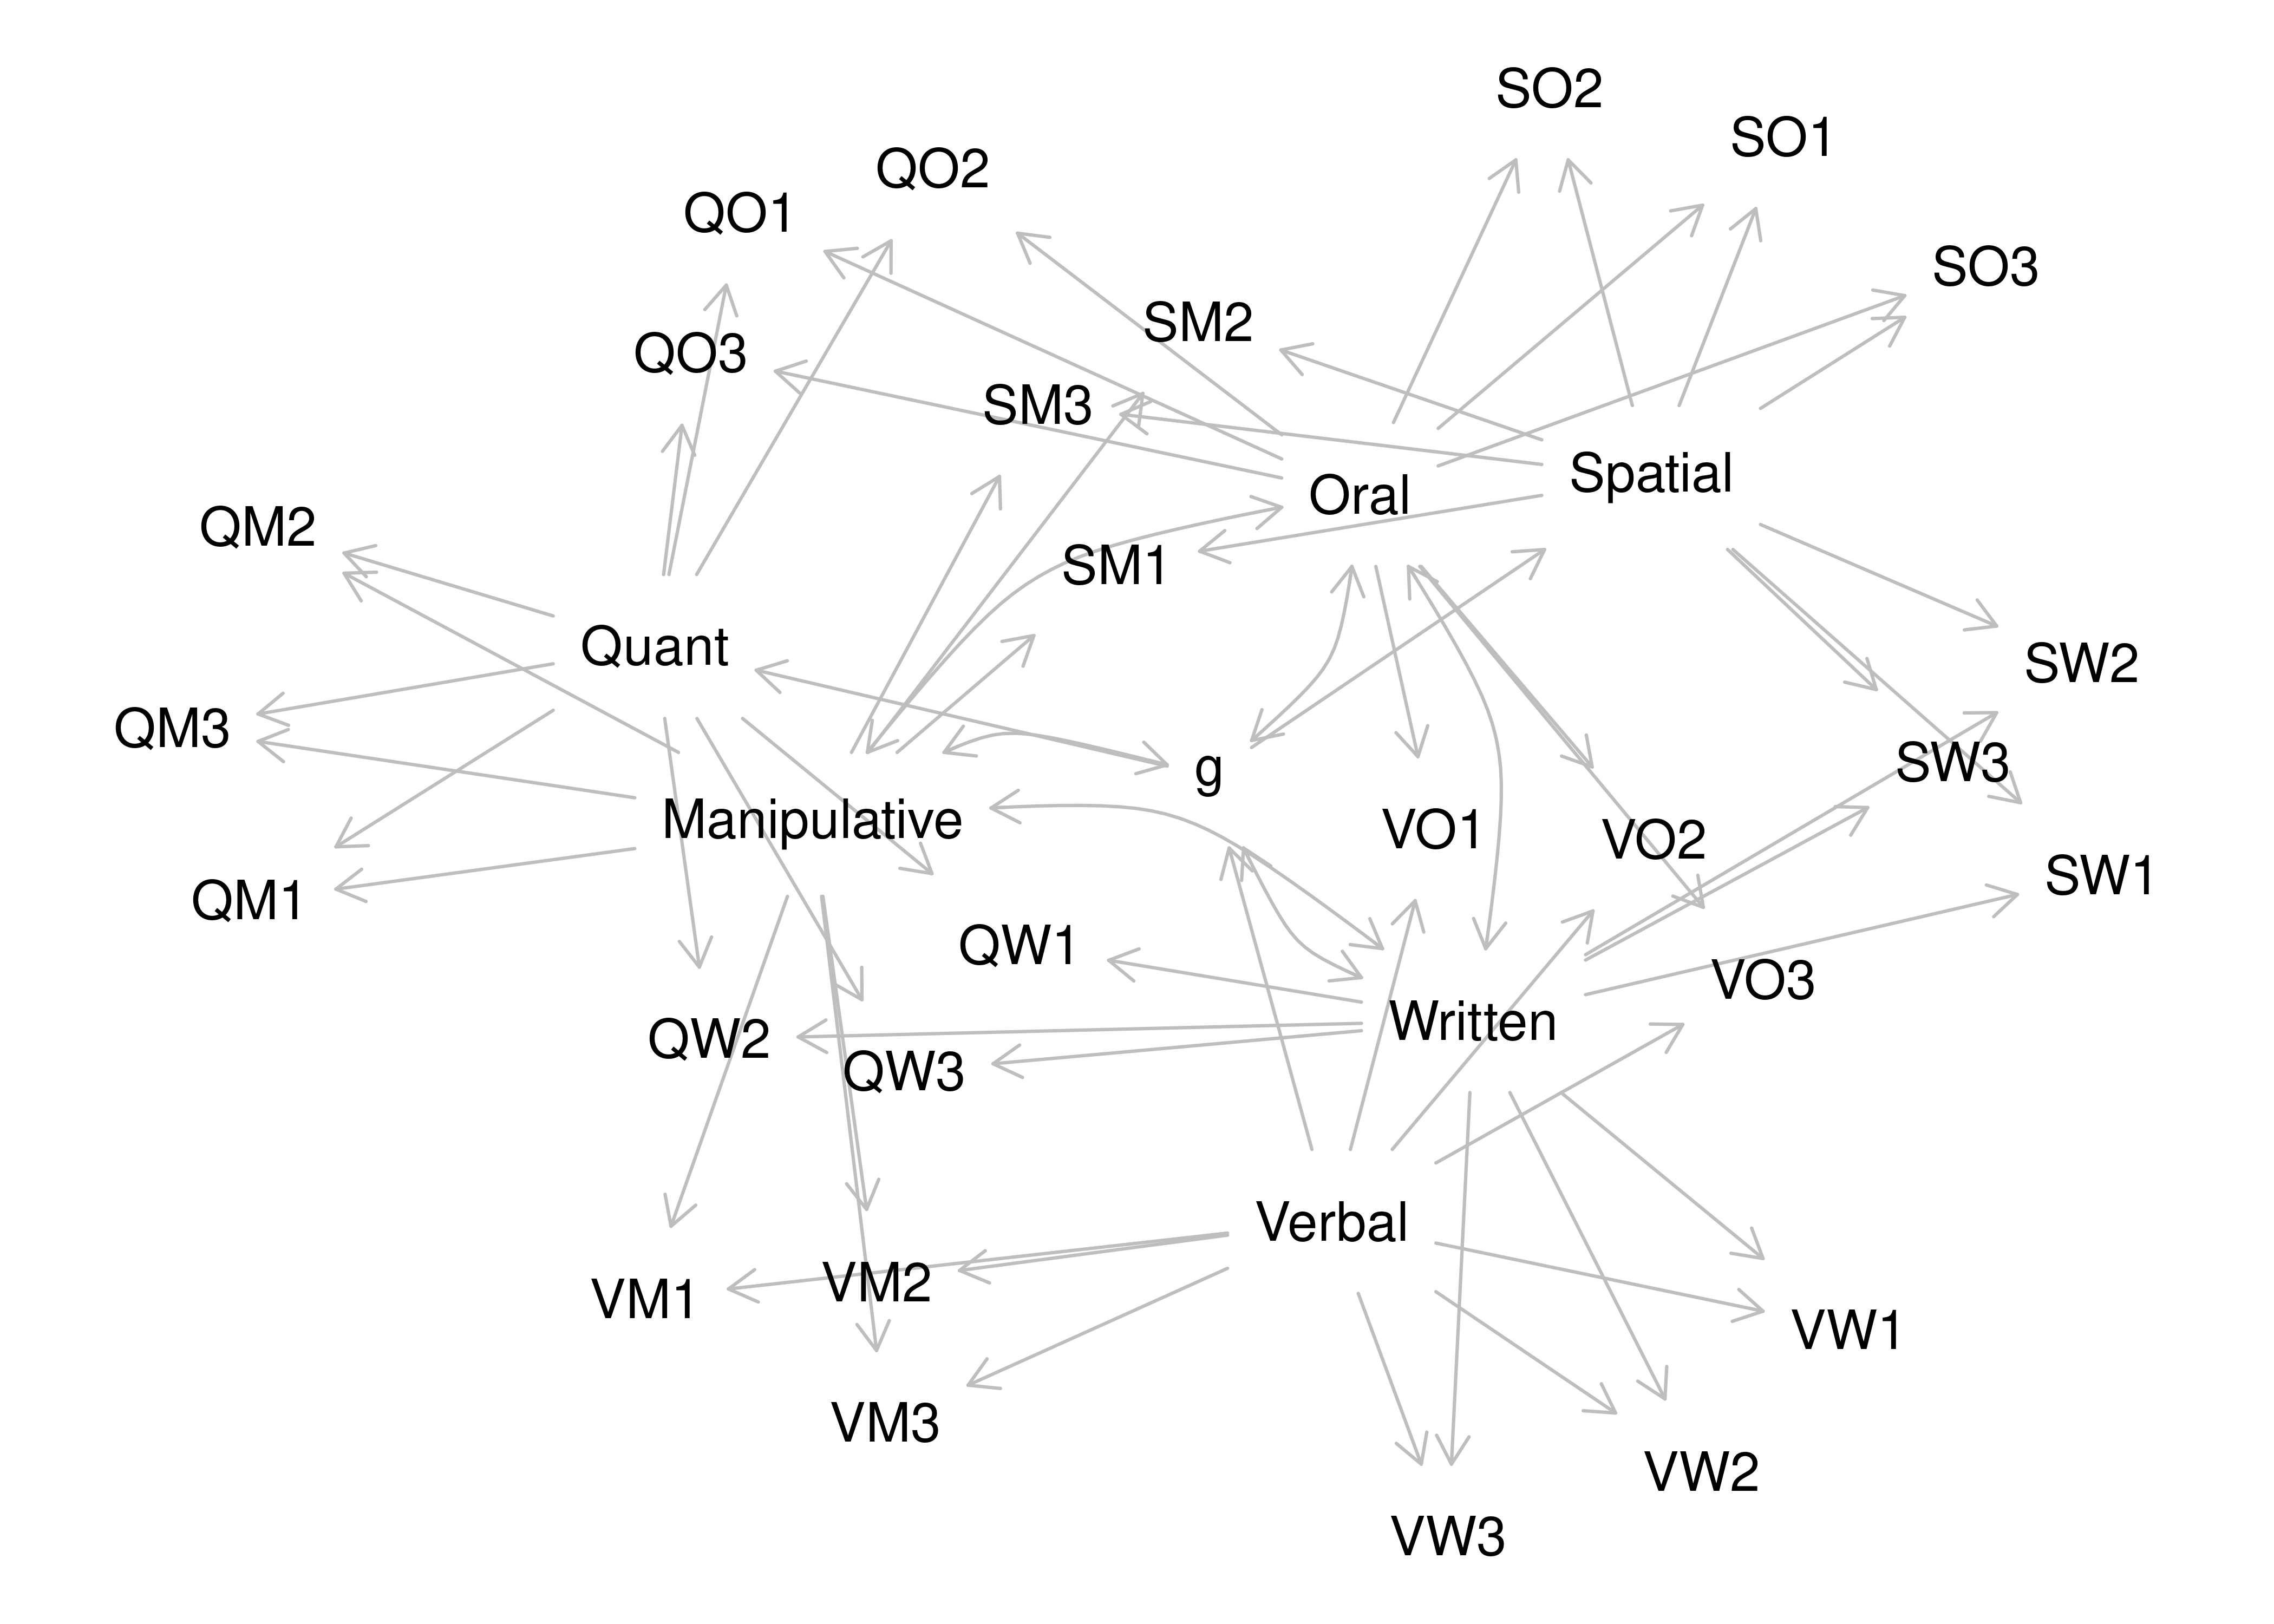 SO2
SO1
QO2
QO1
SO3
SM2
QO3
SM3
Spatial
Oral
QM2
SM1
Quant
SW2
QM3
SW3
g
Manipulative
VO1
VO2
SW1
QM1
QW1
VO3
Written
QW2
QW3
Verbal
VM2
VM1
VW1
VM3
VW2
VW3